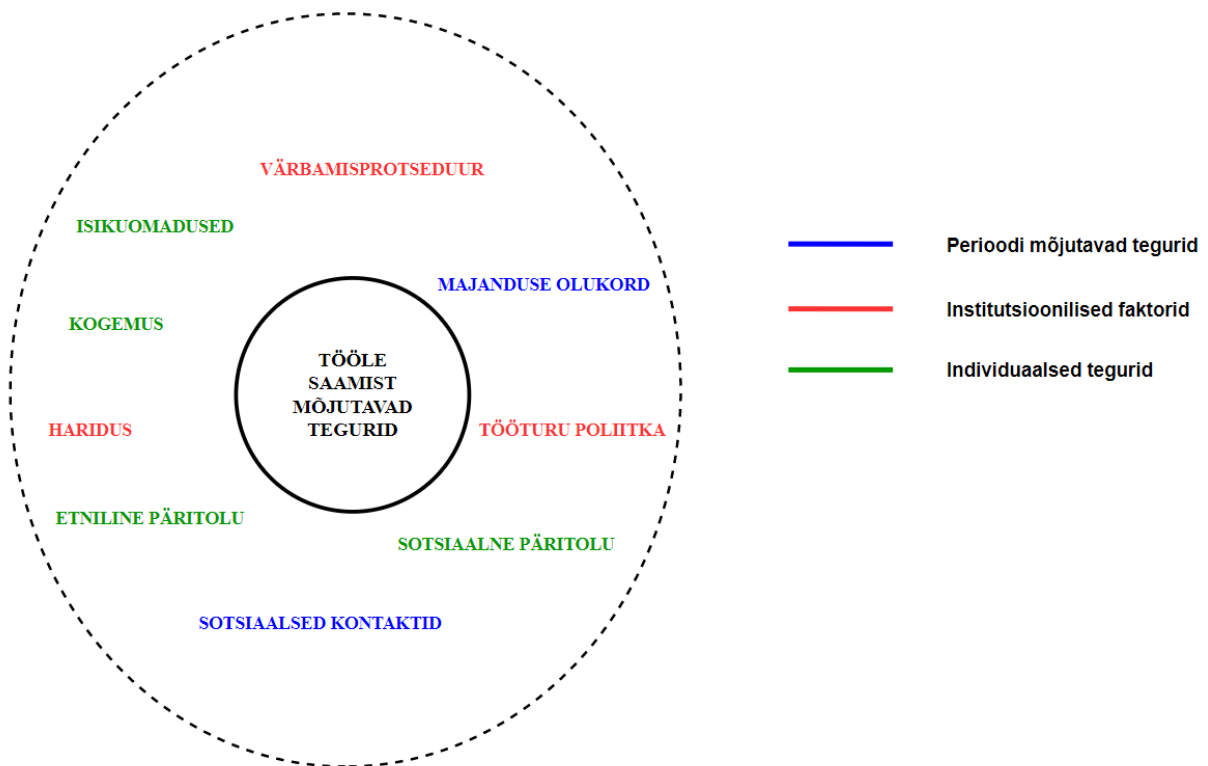 VÄRBAMISPROTSEDUUR
ISIKUOMADUSED
MAJANDUSE OLUKORD
KOGEMUS
TÖÖLE
SAAMIST
MÕJUTAVAD
TEGURID
HARIDUS
TÖÖTURU POLIITKA
ETNILINE PÄRITOLU
SOTSIAALNE PÄRITOLU
SOTSIAALSED KONTAKTID
Perioodi mõjutavad tegurid
Institutsioonilised faktorid
Individuaalsed tegurid